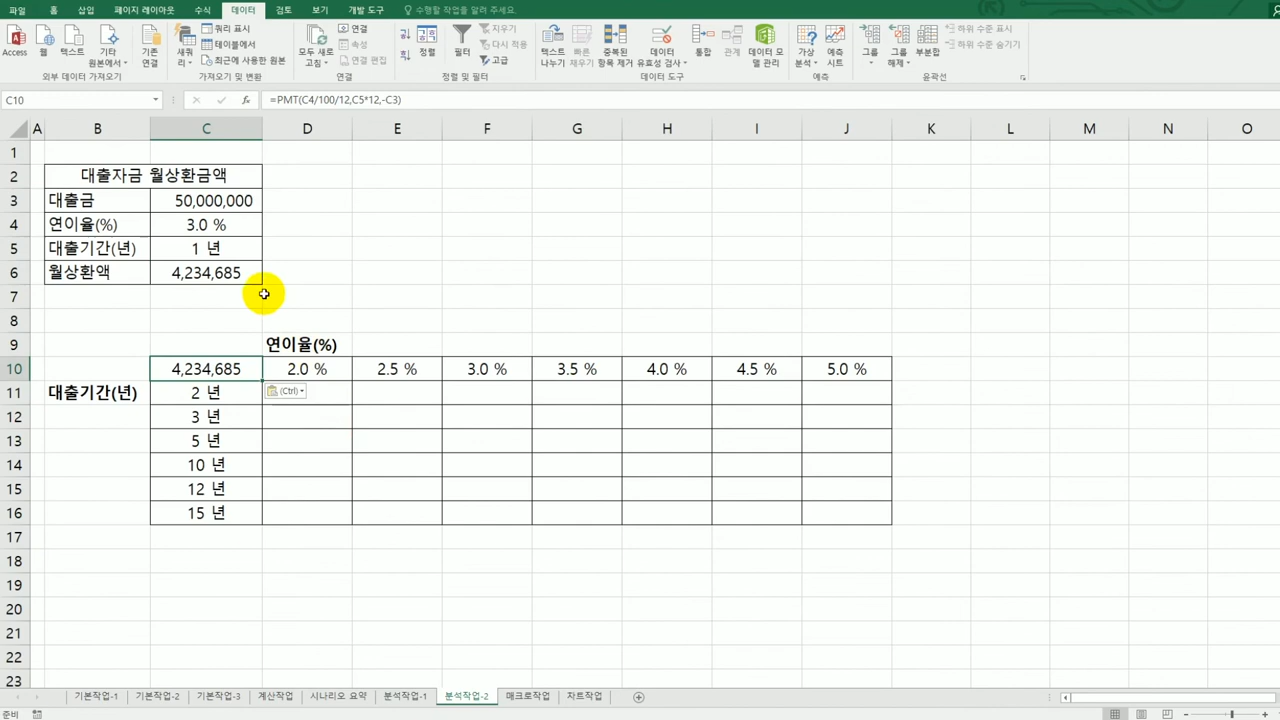 파일 홈 삽입 페이지 레이아웃 수식 데이터 검토 보기 개발 도구 수행할 작업을 알려 주세요.
Access 웹 텍스트 기타 원본에서 기존 연결 새 쿼리 쿼리 표시 테이블에서 최근에 사용한 원본 모두 새로 고침 연결 속성 연결 편집 정렬 필터 지우기 다시 적용 고급 텍스트 나누기 빠른 채우기 중복된 항목 제거 데이터 유효성 검사 통합 관계 데이터 모델 관리 가상 분석 예측 시트 그룹 그룹 해제 부분합 하위 수준 표시 하위 수준 숨기기
외부 데이터 가져오기 가져오기 및 변환 연결 정렬 및 필터 데이터 도구 예측 윤곽선
C10 fx =PMT(C4/100/12,C5*12,-C3)
A B C D E F G H I J K L M N O
1
2 대출자금 월상환금액
3 대출금 50,000,000
4 연이율(%) 3.0 %
5 대출기간(년) 1 년
6 월상환액 4,234,685
7
8
9 연이율(%)
10 4,234,685 2.0 % 2.5 % 3.0 % 3.5 % 4.0 % 4.5 % 5.0 %
11 대출기간(년) 2 년 (Ctrl)
12 3 년
13 5 년
14 10 년
15 12 년
16 15 년
17
18
19
20
21
22
23
기본작업-1 기본작업-2 기본작업-3 계산작업 시나리오 요약 분석작업-1 분석작업-2 매크로작업 차트작업
준비